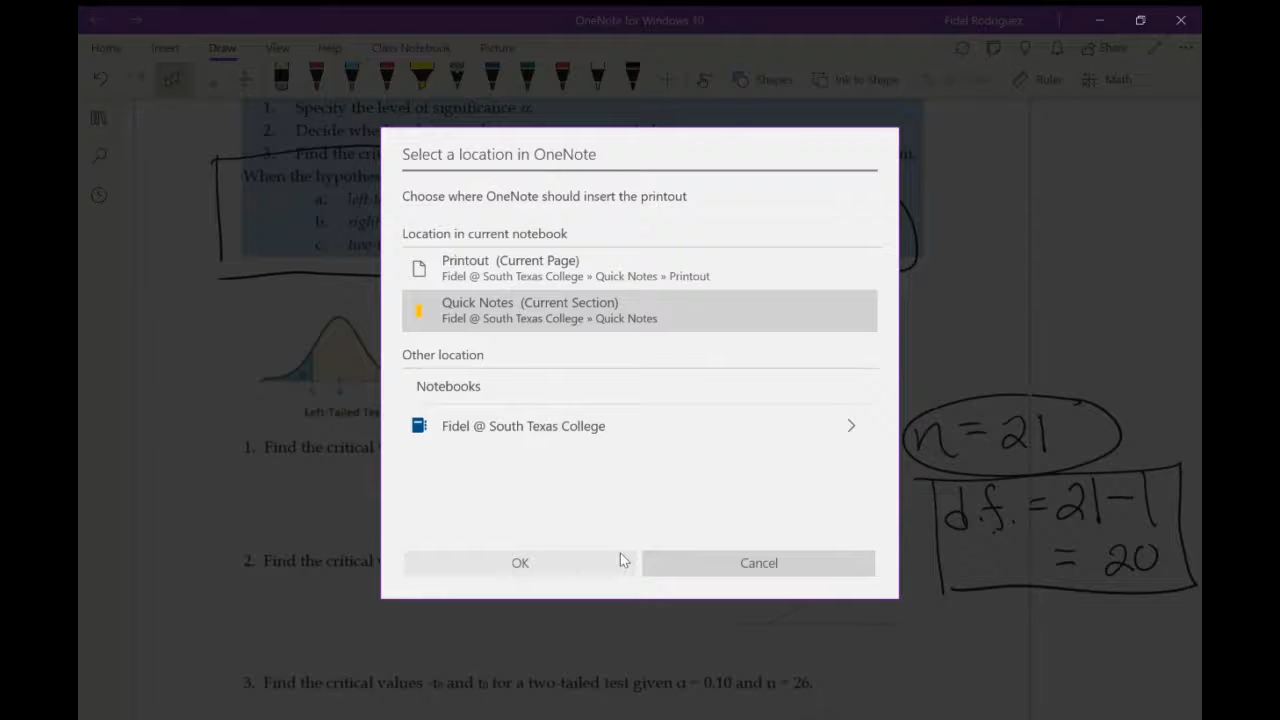 OneNote for Windows 10
Fidel Rodriguez
Home Insert Draw View Help Class Notebook Picture
Share
Shapes Ink to Shape Ruler Math
1. Specify the level of significance α.
2. Decide whe
3. Find the cri
m.
When the hypothes
a. left-t
b. right
c. two-
Select a location in OneNote
Choose where OneNote should insert the printout
Location in current notebook
Printout (Current Page)
Fidel @ South Texas College » Quick Notes » Printout
Quick Notes (Current Section)
Fidel @ South Texas College » Quick Notes
Other location
Notebooks
Fidel @ South Texas College
OK
Cancel
Left-Tailed Tes
1. Find the critical
n = 21
d.f. = 21 - 1
= 20
2. Find the critical
3. Find the critical values -t₀ and t₀ for a two-tailed test given α = 0.10 and n = 26.